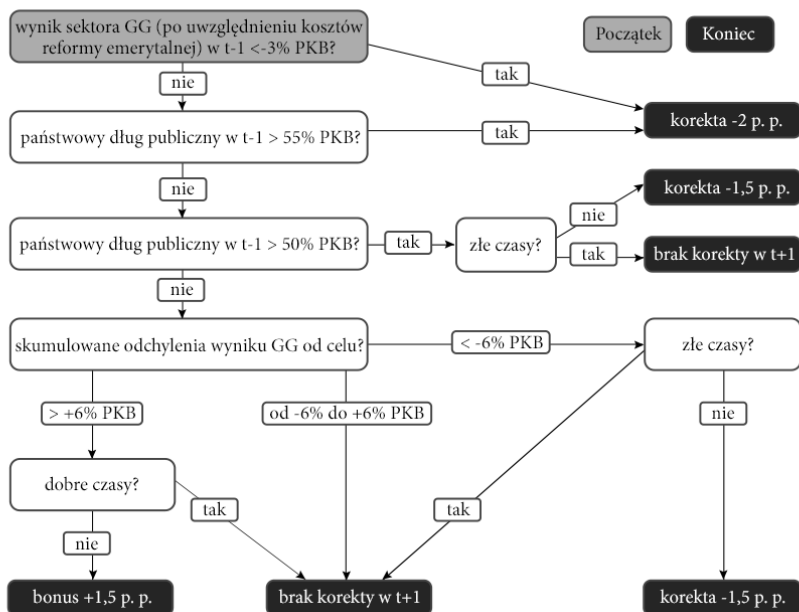 wynik sektora GG (po uwzględnieniu kosztów
reformy emerytalnej) w t-1 <-3% PKB?
Początek
Koniec
tak
nie
korekta -2 p. p.
państwowy dług publiczny w t-1 > 55% PKB?
tak
nie
korekta -1,5 p. p.
nie
państwowy dług publiczny w t-1 > 50% PKB?
tak
złe czasy?
tak
brak korekty w t+1
nie
skumulowane odchylenia wyniku GG od celu?
< -6% PKB
złe czasy?
> +6% PKB
od -6% do +6% PKB
nie
dobre czasy?
tak
tak
nie
bonus +1,5 p. p.
brak korekty w t+1
korekta -1,5 p. p.